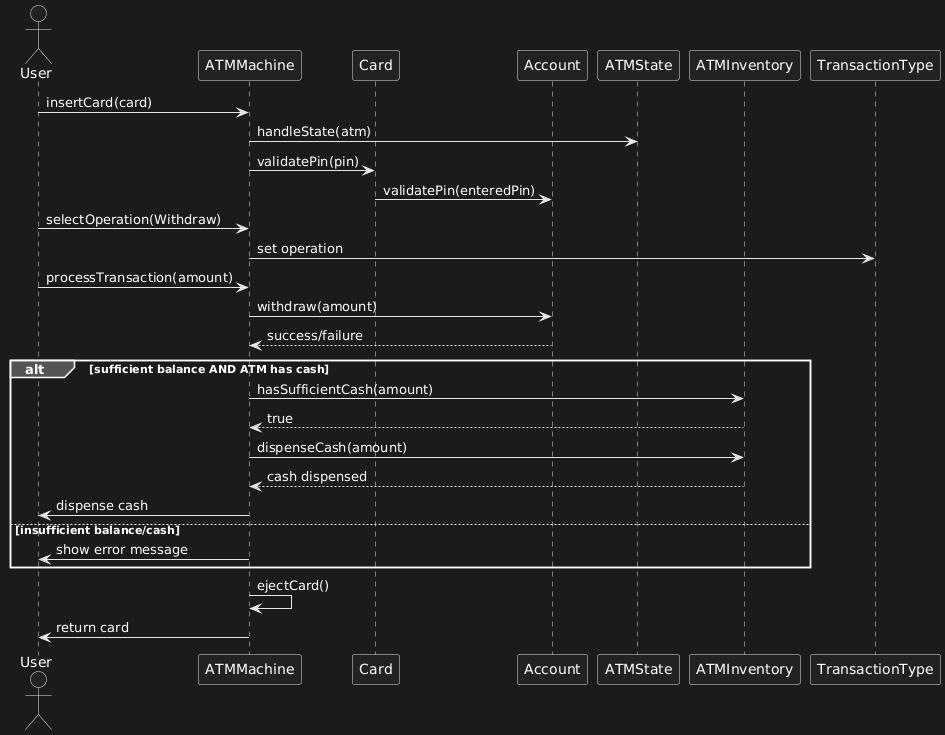 User
ATMMachine
Card
Account
ATMState
ATMInventory
TransactionType
insertCard(card)
handleState(atm)
validatePin(pin)
validatePin(enteredPin)
selectOperation(Withdraw)
set operation
processTransaction(amount)
withdraw(amount)
success/failure
alt
[sufficient balance AND ATM has cash]
hasSufficientCash(amount)
true
dispenseCash(amount)
cash dispensed
dispense cash
[insufficient balance/cash]
show error message
ejectCard()
return card
User
ATMMachine
Card
Account
ATMState
ATMInventory
TransactionType